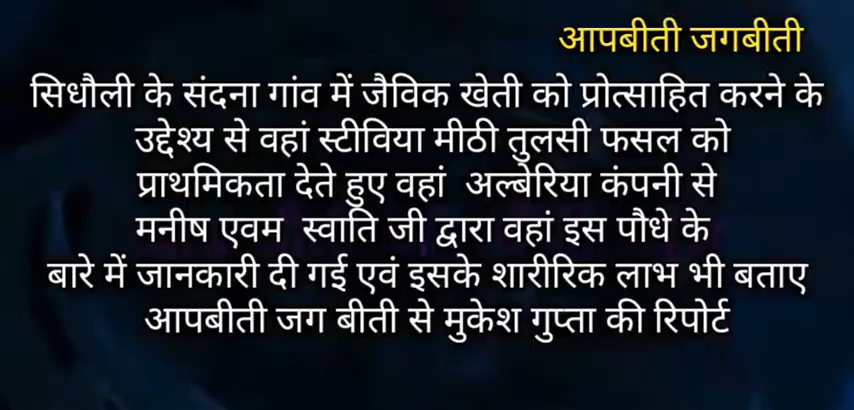 आपबीती जगबीती
सिधौली के संदना गांव में जैविक खेती को प्रोत्साहित करने के
उद्देश्य से वहां स्टीविया मीठी तुलसी फसल को
प्राथमिकता देते हुए वहां अल्बेरिया कंपनी से
मनीष एवम स्वाति जी द्वारा वहां इस पौधे के
बारे में जानकारी दी गई एवं इसके शारीरिक लाभ भी बताए
आपबीती जग बीती से मुकेश गुप्ता की रिपोर्ट